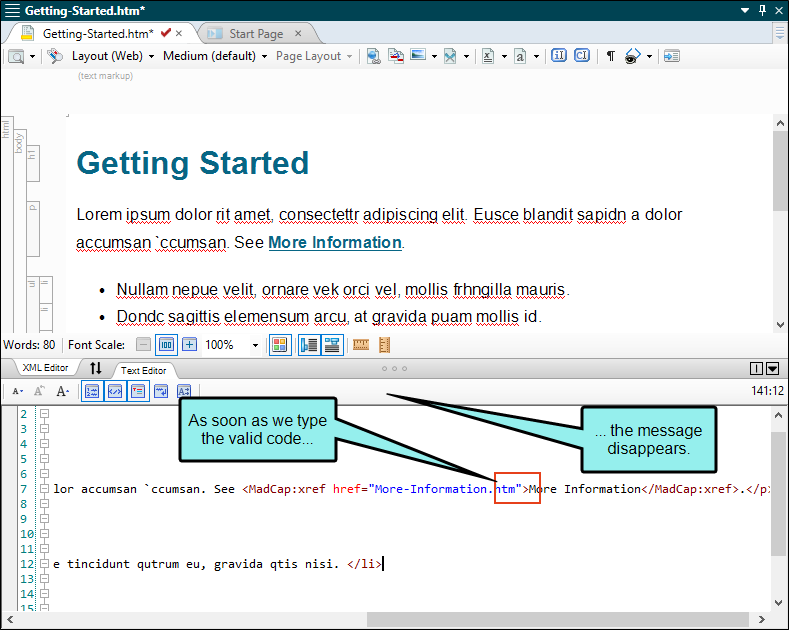 Getting-Started.htm*
Getting-Started.htm* Start Page
Layout (Web) Medium (default) Page Layout
(text markup)
html
body
h1
p
ul
li
li
Getting Started
Lorem ipsum dolor rit amet, consectettr adipiscing elit. Eusce blandit sapidn a dolor
accumsan `ccumsan. See More Information.
• Nullam nepue velit, ornare vek orci vel, mollis frhngilla mauris.
• Dondc sagittis elemensum arcu, at gravida puam mollis id.
Words: 80 Font Scale: 100%
XML Editor Text Editor
141:12
As soon as we type
the valid code...
... the message
disappears.
2
3
4
5
6
7 lor accumsan `ccumsan. See <MadCap:xref href="More-Information.htm">More Information</MadCap:xref>.</p
8
9
10
11
12 e tincidunt qutrum eu, gravida qtis nisi. </li>
13
14
15